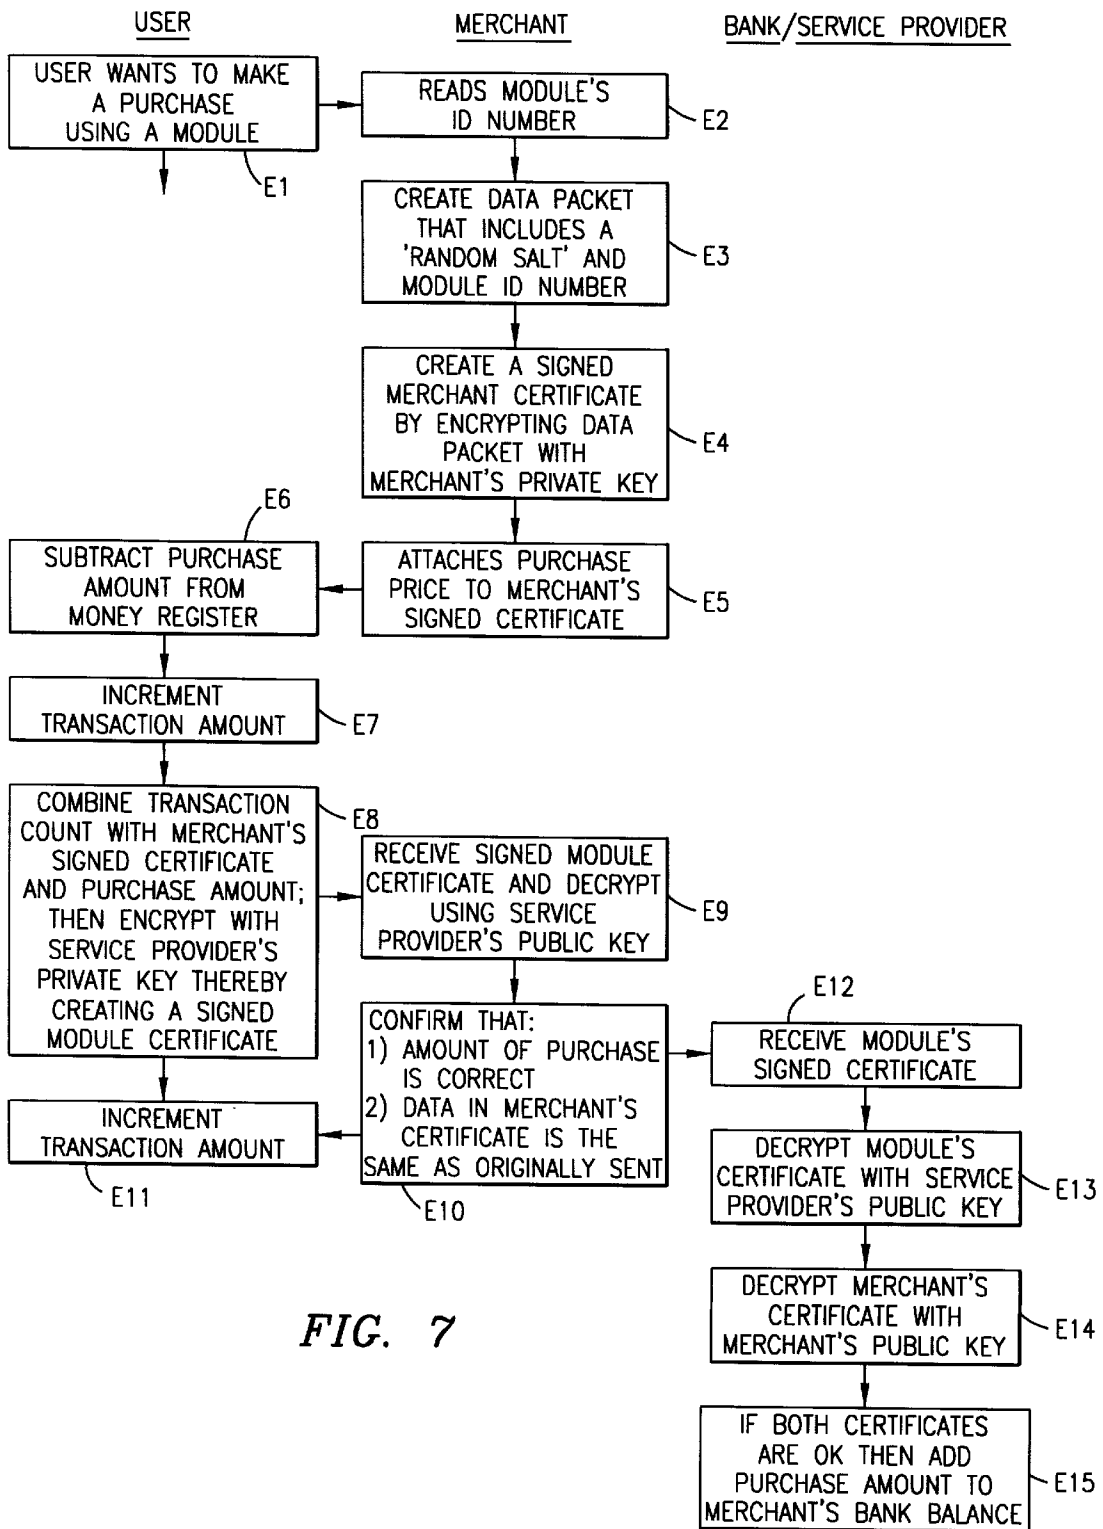 USER
MERCHANT
BANK/SERVICE PROVIDER
USER WANTS TO MAKE
A PURCHASE
USING A MODULE
E1
READS MODULE'S
ID NUMBER
E2
CREATE DATA PACKET
THAT INCLUDES A
'RANDOM SALT' AND
MODULE ID NUMBER
E3
CREATE A SIGNED
MERCHANT CERTIFICATE
BY ENCRYPTING DATA
PACKET WITH
MERCHANT'S PRIVATE KEY
E4
ATTACHES PURCHASE
PRICE TO MERCHANT'S
SIGNED CERTIFICATE
E5
E6
SUBTRACT PURCHASE
AMOUNT FROM
MONEY REGISTER
INCREMENT
TRANSACTION AMOUNT
E7
COMBINE TRANSACTION
COUNT WITH MERCHANT'S
SIGNED CERTIFICATE
AND PURCHASE AMOUNT;
THEN ENCRYPT WITH
SERVICE PROVIDER'S
PRIVATE KEY THEREBY
CREATING A SIGNED
MODULE CERTIFICATE
E8
RECEIVE SIGNED MODULE
CERTIFICATE AND DECRYPT
USING SERVICE
PROVIDER'S PUBLIC KEY
E9
CONFIRM THAT:
1) AMOUNT OF PURCHASE
IS CORRECT
2) DATA IN MERCHANT'S
CERTIFICATE IS THE
SAME AS ORIGINALLY SENT
E10
INCREMENT
TRANSACTION AMOUNT
E11
E12
RECEIVE MODULE'S
SIGNED CERTIFICATE
DECRYPT MODULE'S
CERTIFICATE WITH SERVICE
PROVIDER'S PUBLIC KEY
E13
DECRYPT MERCHANT'S
CERTIFICATE WITH
MERCHANT'S PUBLIC KEY
E14
IF BOTH CERTIFICATES
ARE OK THEN ADD
PURCHASE AMOUNT TO
MERCHANT'S BANK BALANCE
E15
FIG. 7